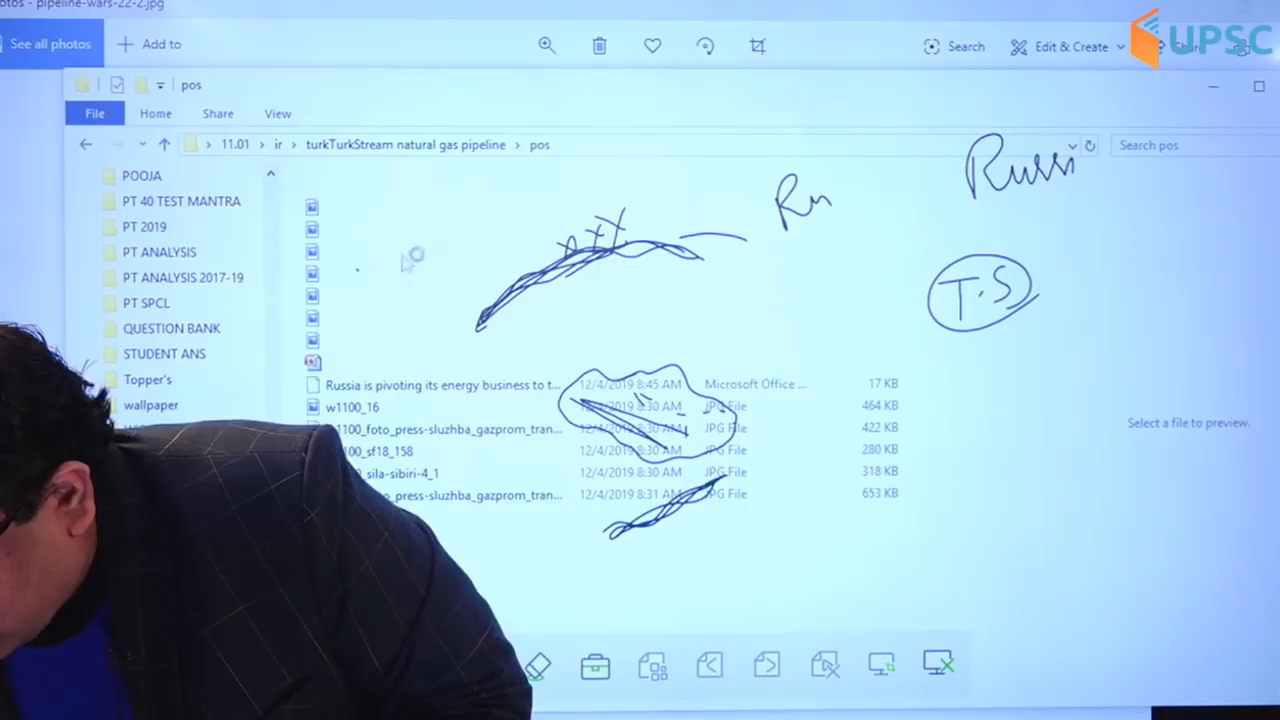 otos - pipeline-wars-22-2.jpg
See all photos
Add to
Search
Edit & Create
UPSC
pos
File
Home
Share
View
11.01 › ir › turkTurkStream natural gas pipeline › pos
Search pos
POOJA
PT 40 TEST MANTRA
PT 2019
PT ANALYSIS
PT ANALYSIS 2017-19
PT SPCL
QUESTION BANK
STUDENT ANS
Topper's
wallpaper
Ru
Russi
T.S
Russia is pivoting its energy business to t... 12/4/2019 8:45 AM Microsoft Office ... 17 KB
w1100_16 12/4/2019 8:30 AM JPG File 464 KB
1100_foto_press-sluzhba_gazprom_tran... 12/4/2019 8:30 AM JPG File 422 KB
00_sf18_158 12/4/2019 8:30 AM JPG File 280 KB
0_sila-sibiri-4_1 12/4/2019 8:30 AM JPG File 318 KB
o_press-sluzhba_gazprom_tran... 12/4/2019 8:31 AM JPG File 653 KB
Select a file to preview.